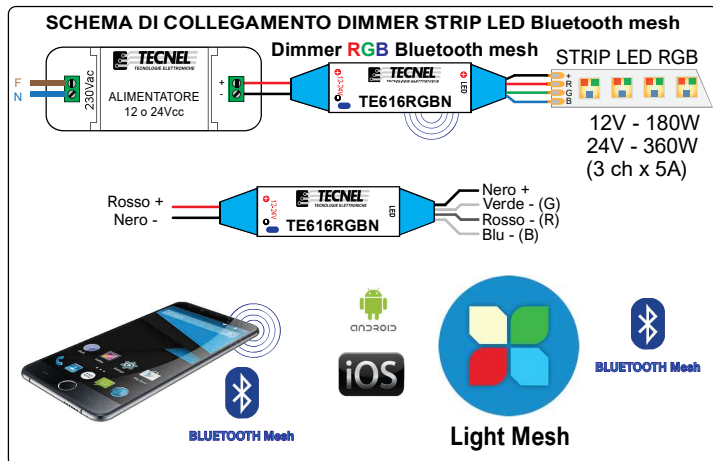 SCHEMA DI COLLEGAMENTO DIMMER STRIP LED Bluetooth mesh
Dimmer RGB Bluetooth mesh
STRIP LED RGB
F
N
230Vac
TECNEL
TECNOLOGIE ELETTRONICHE
ALIMENTATORE
12 o 24Vcc
+
-
12-24V
TECNEL
TECNOLOGIE ELETTRONICHE
TE616RGBN
LED
+
R
G
B
12V - 180W
24V - 360W
(3 ch x 5A)
Rosso +
Nero -
12-24V
TECNEL
TECNOLOGIE ELETTRONICHE
TE616RGBN
LED
Nero +
Verde - (G)
Rosso - (R)
Blu - (B)
BLUETOOTH Mesh
ANDROID
iOS
Light Mesh
BLUETOOTH Mesh